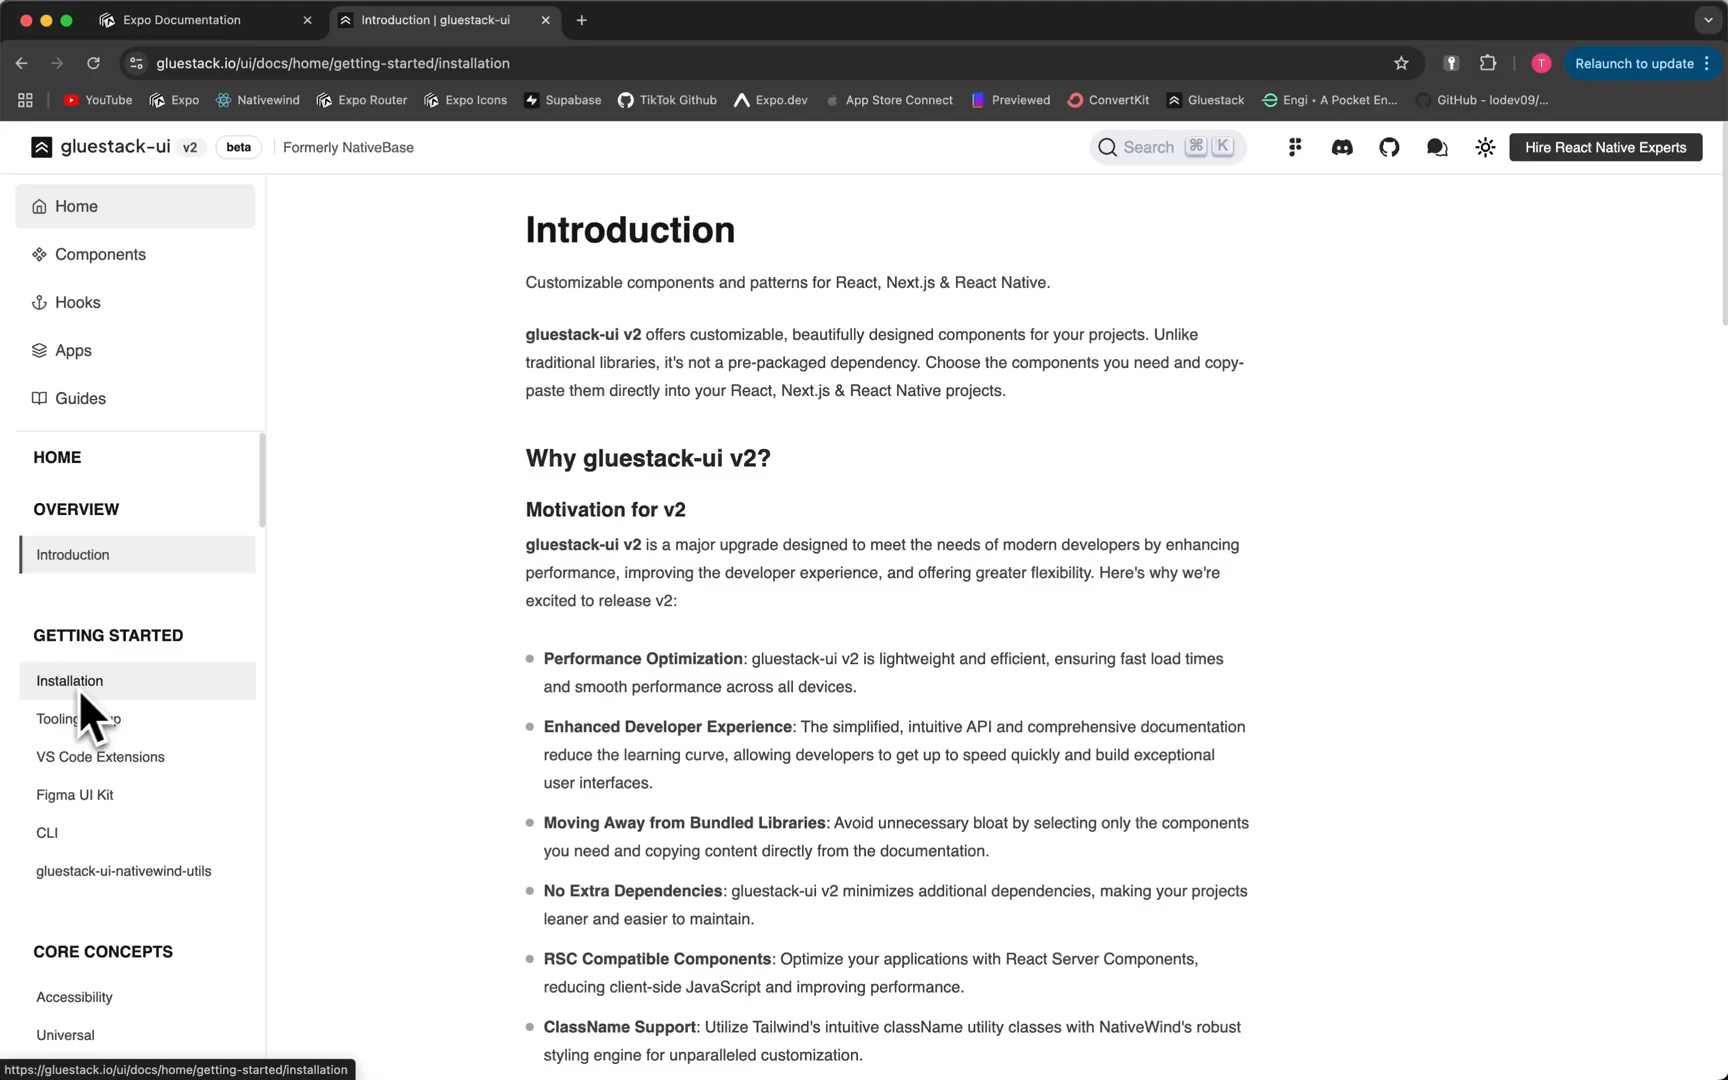 Expo Documentation
Introduction | gluestack-ui
gluestack.io/ui/docs/home/getting-started/installation
T
Relaunch to update
YouTube
Expo
Nativewind
Expo Router
Expo Icons
Supabase
TikTok Github
Expo.dev
App Store Connect
Previewed
ConvertKit
Gluestack
Engi • A Pocket En...
GitHub - lodev09/...
gluestack-ui v2 beta Formerly NativeBase
Search ⌘ K
Hire React Native Experts
Home
Components
Hooks
Apps
Guides
HOME
OVERVIEW
Introduction
GETTING STARTED
Installation
Tooling
VS Code Extensions
Figma UI Kit
CLI
gluestack-ui-nativewind-utils
CORE CONCEPTS
Accessibility
Universal
Introduction
Customizable components and patterns for React, Next.js & React Native.
gluestack-ui v2 offers customizable, beautifully designed components for your projects. Unlike
traditional libraries, it's not a pre-packaged dependency. Choose the components you need and copy-
paste them directly into your React, Next.js & React Native projects.
Why gluestack-ui v2?
Motivation for v2
gluestack-ui v2 is a major upgrade designed to meet the needs of modern developers by enhancing
performance, improving the developer experience, and offering greater flexibility. Here's why we're
excited to release v2:
Performance Optimization: gluestack-ui v2 is lightweight and efficient, ensuring fast load times
and smooth performance across all devices.
Enhanced Developer Experience: The simplified, intuitive API and comprehensive documentation
reduce the learning curve, allowing developers to get up to speed quickly and build exceptional
user interfaces.
Moving Away from Bundled Libraries: Avoid unnecessary bloat by selecting only the components
you need and copying content directly from the documentation.
No Extra Dependencies: gluestack-ui v2 minimizes additional dependencies, making your projects
leaner and easier to maintain.
RSC Compatible Components: Optimize your applications with React Server Components,
reducing client-side JavaScript and improving performance.
ClassName Support: Utilize Tailwind's intuitive className utility classes with NativeWind's robust
styling engine for unparalleled customization.
https://gluestack.io/ui/docs/home/getting-started/installation